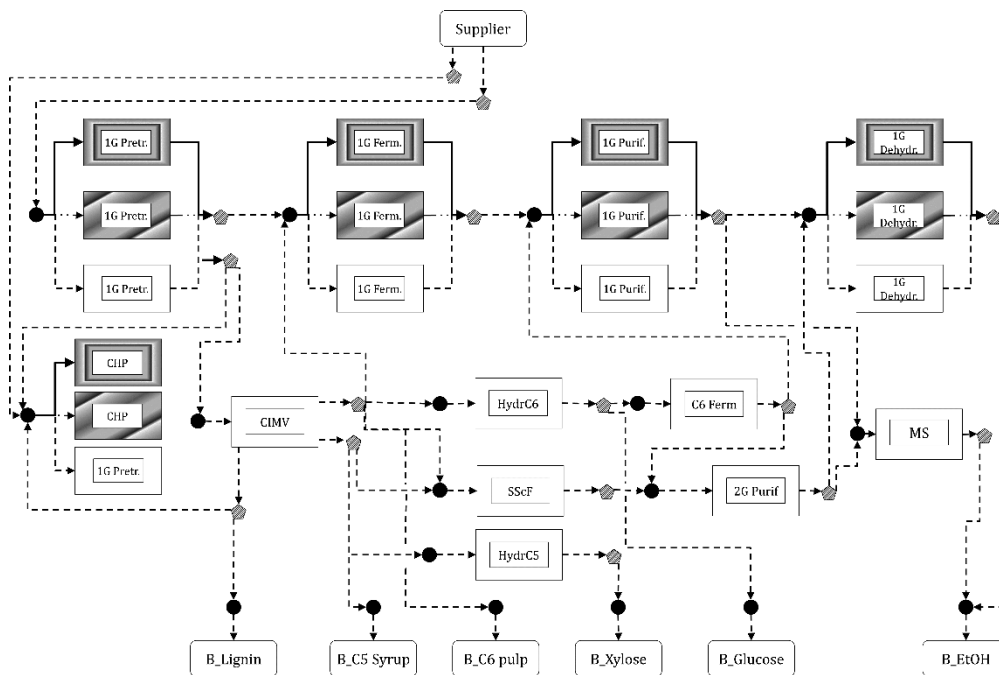 Supplier
1G Pretr.
1G Ferm.
1G Purif.
1G
Dehydr.
1G Pretr.
1G Ferm.
1G Purif.
1G
Dehydr.
1G Pretr.
1G Ferm.
1G Purif.
1G
Dehydr.
CHP
CHP
1G Pretr.
CIMV
HydrC6
C6 Ferm
MS
SScF
2G Purif
HydrC5
B_Lignin
B_C5 Syrup
B_C6 pulp
B_Xylose
B_Glucose
B_EtOH